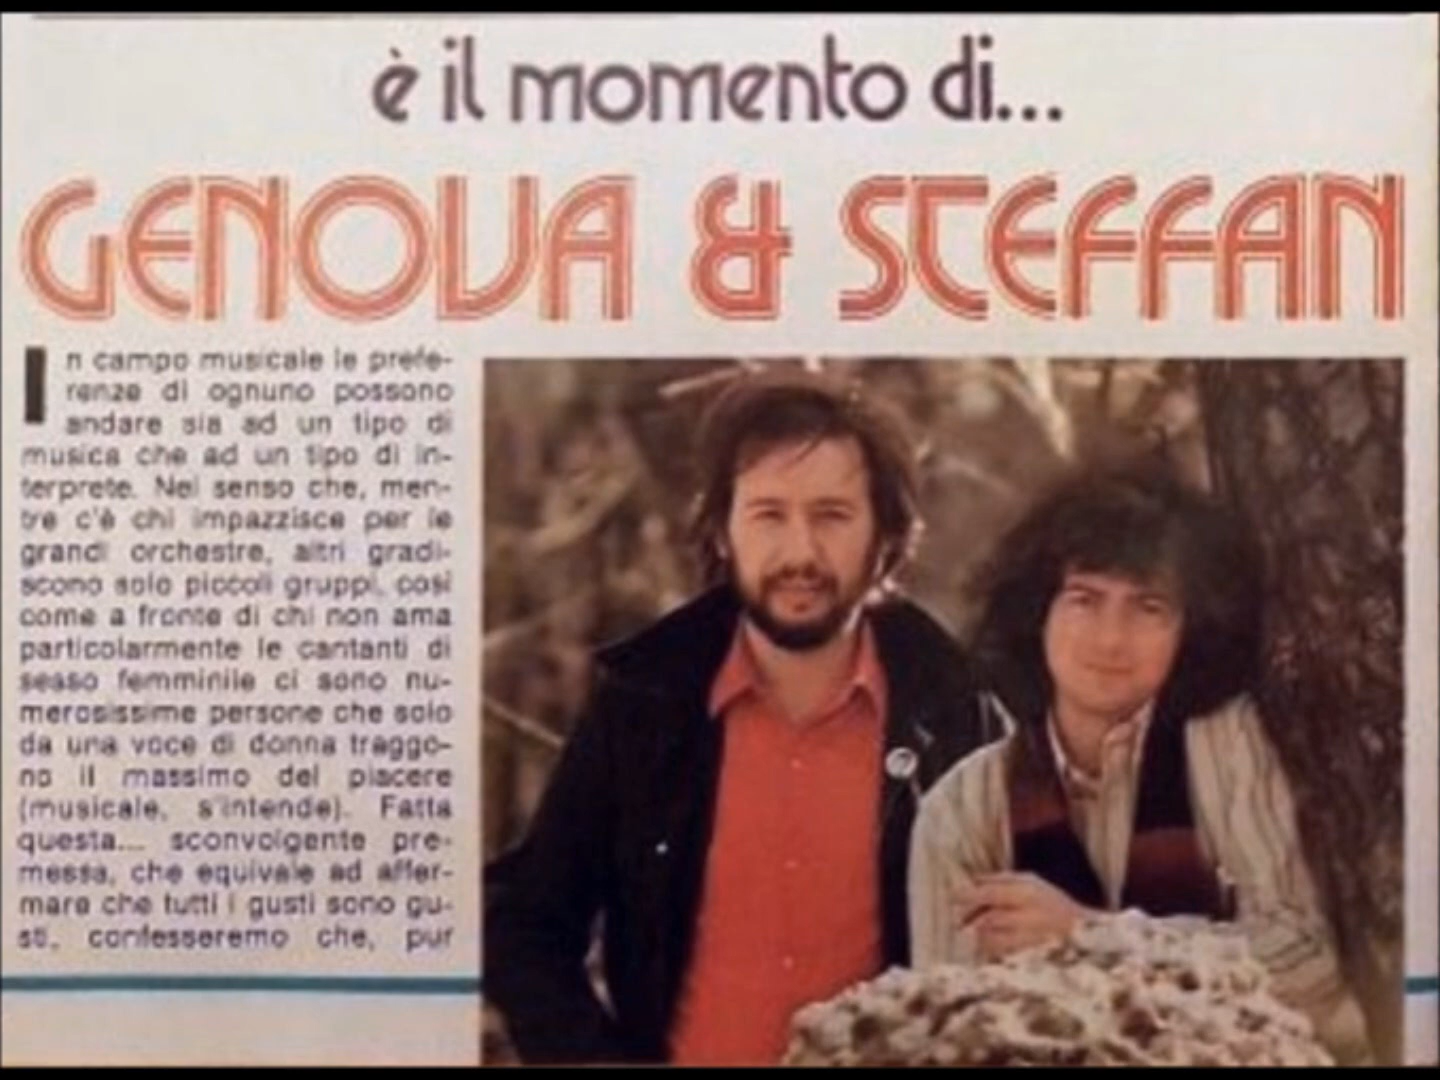 è il momento di...
GENOVA & STEFFAN
In campo musicale le prefe-
renze di ognuno possono
andare sia ad un tipo di
musica che ad un tipo di in-
terprete. Nel senso che, men-
tre c'è chi impazzisce per le
grandi orchestre, altri gradi-
scono solo piccoli gruppi, così
come a fronte di chi non ama
particolarmente le cantanti di
sesso femminile ci sono nu-
merosissime persone che solo
da una voce di donna traggo-
no il massimo del piacere
(musicale, s'intende). Fatta
questa... sconvolgente pre-
messa, che equivale ad affer-
mare che tutti i gusti sono gu-
sti, confesseremo che, pur